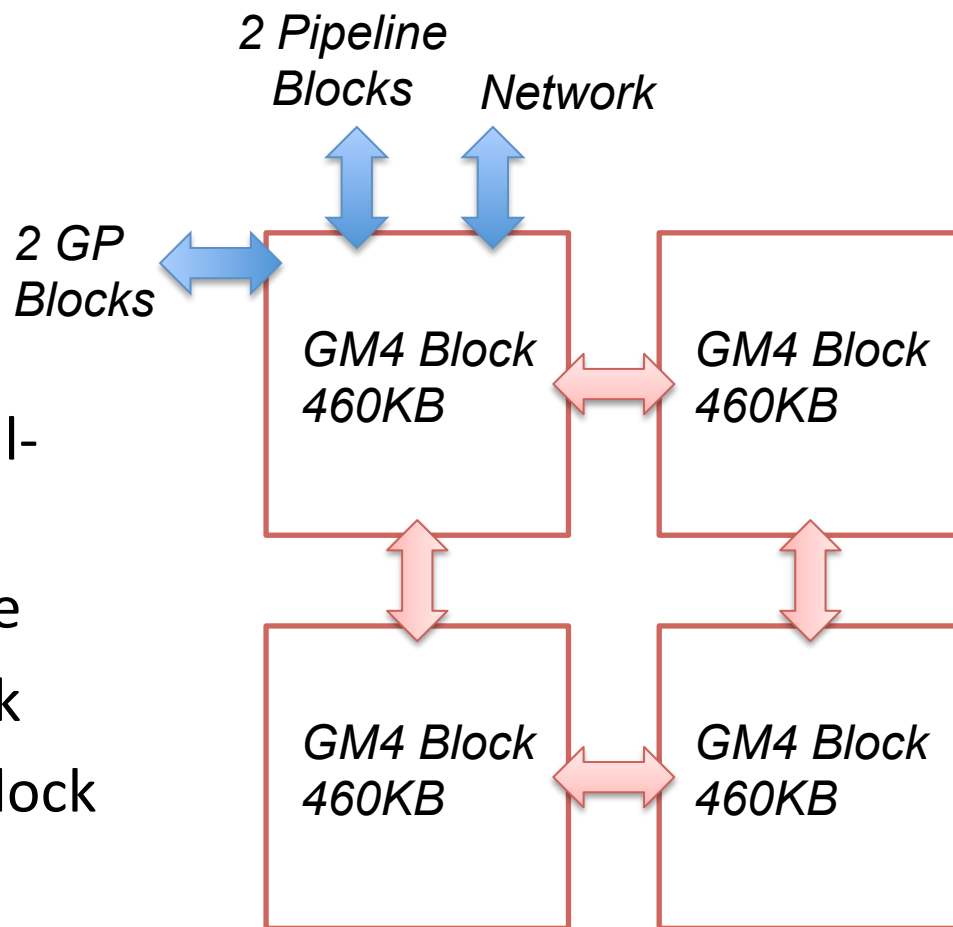 2 Pipeline
Blocks
Network
2 GP
Blocks
GM4 Block
460KB
GM4 Block
460KB
l-
e
k
lock
GM4 Block
460KB
GM4 Block
460KB